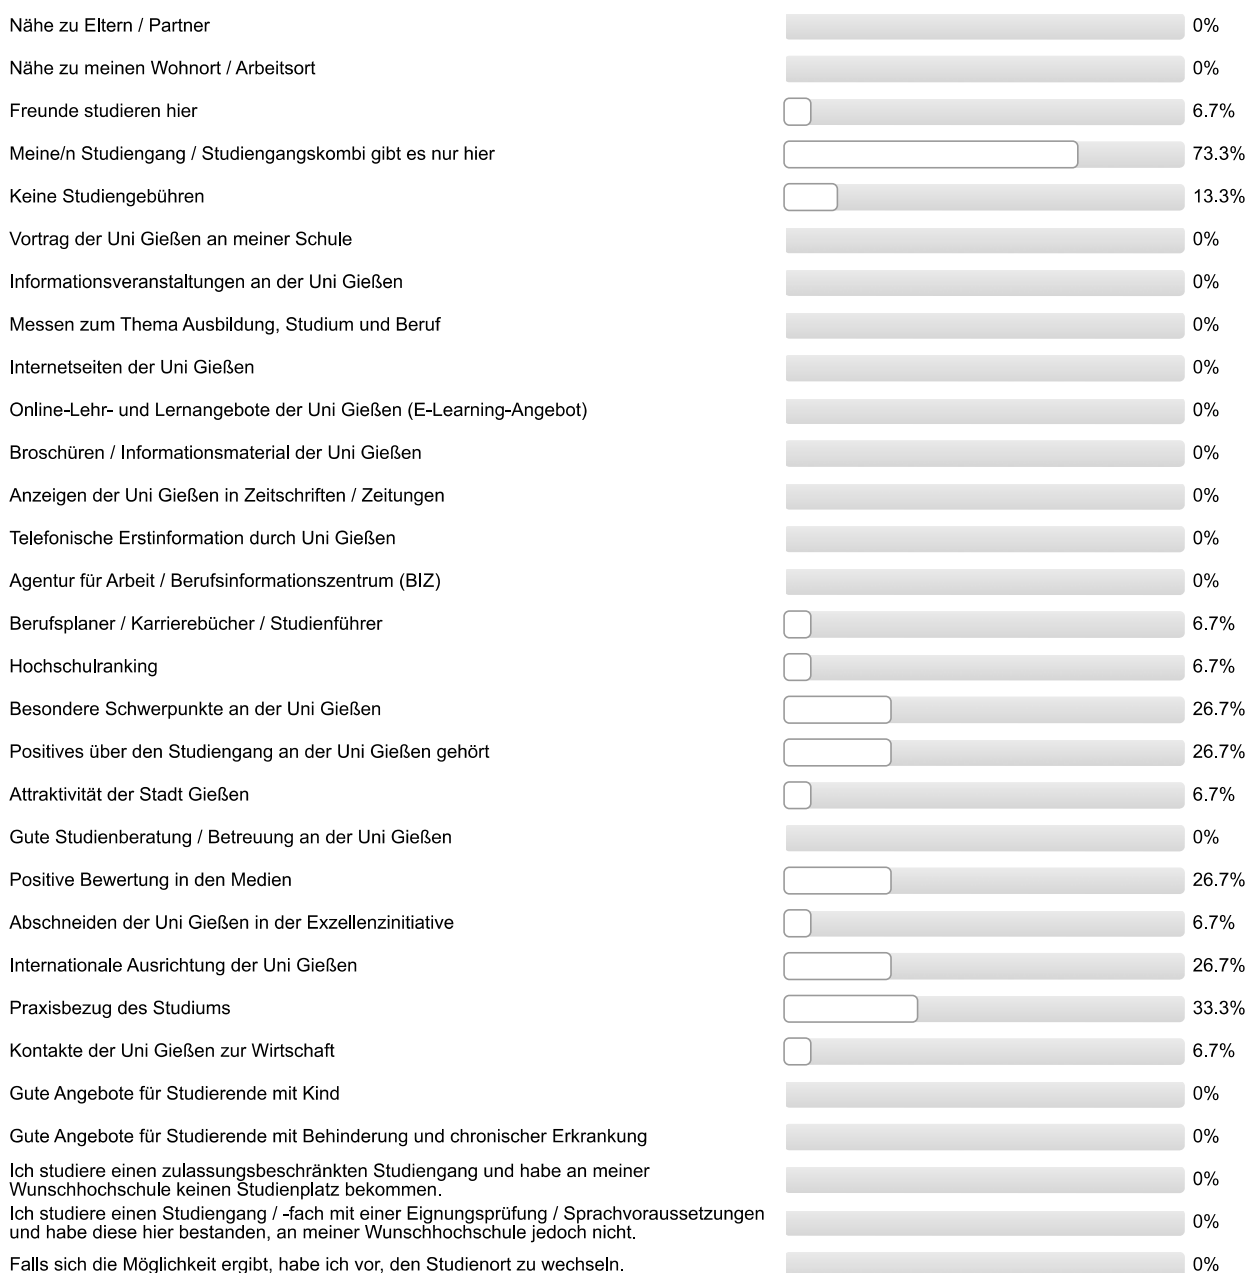 Nähe zu Eltern / Partner 0%
Nähe zu meinen Wohnort / Arbeitsort 0%
Freunde studieren hier 6.7%
Meine/n Studiengang / Studiengangskombi gibt es nur hier 73.3%
Keine Studiengebühren 13.3%
Vortrag der Uni Gießen an meiner Schule 0%
Informationsveranstaltungen an der Uni Gießen 0%
Messen zum Thema Ausbildung, Studium und Beruf 0%
Internetseiten der Uni Gießen 0%
Online-Lehr- und Lernangebote der Uni Gießen (E-Learning-Angebot) 0%
Broschüren / Informationsmaterial der Uni Gießen 0%
Anzeigen der Uni Gießen in Zeitschriften / Zeitungen 0%
Telefonische Erstinformation durch Uni Gießen 0%
Agentur für Arbeit / Berufsinformationszentrum (BIZ) 0%
Berufsplaner / Karrierebücher / Studienführer 6.7%
Hochschulranking 6.7%
Besondere Schwerpunkte an der Uni Gießen 26.7%
Positives über den Studiengang an der Uni Gießen gehört 26.7%
Attraktivität der Stadt Gießen 6.7%
Gute Studienberatung / Betreuung an der Uni Gießen 0%
Positive Bewertung in den Medien 26.7%
Abschneiden der Uni Gießen in der Exzellenzinitiative 6.7%
Internationale Ausrichtung der Uni Gießen 26.7%
Praxisbezug des Studiums 33.3%
Kontakte der Uni Gießen zur Wirtschaft 6.7%
Gute Angebote für Studierende mit Kind 0%
Gute Angebote für Studierende mit Behinderung und chronischer Erkrankung 0%
Ich studiere einen zulassungsbeschränkten Studiengang und habe an meiner
Wunschhochschule keinen Studienplatz bekommen. 0%
Ich studiere einen Studiengang / -fach mit einer Eignungsprüfung / Sprachvoraussetzungen
und habe diese hier bestanden, an meiner Wunschhochschule jedoch nicht. 0%
Falls sich die Möglichkeit ergibt, habe ich vor, den Studienort zu wechseln. 0%